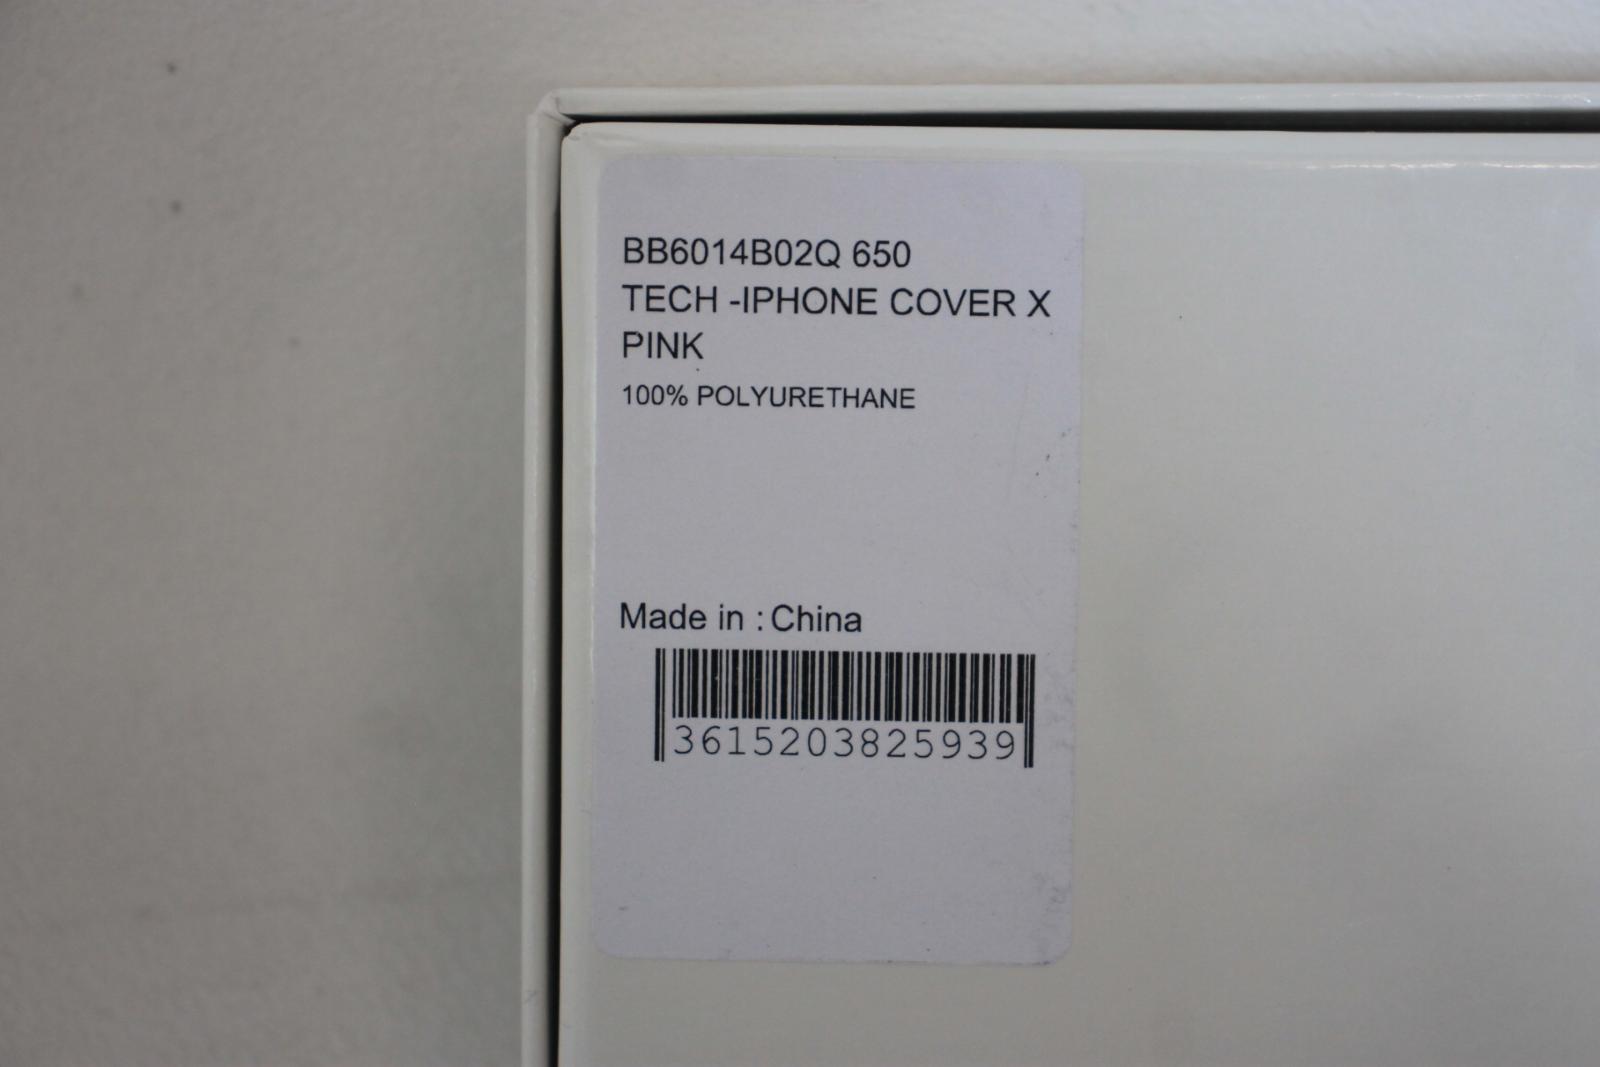 BB6014B02Q 650
TECH -IPHONE COVER X
PINK
100% POLYURETHANE
Made in : China
3615203825939